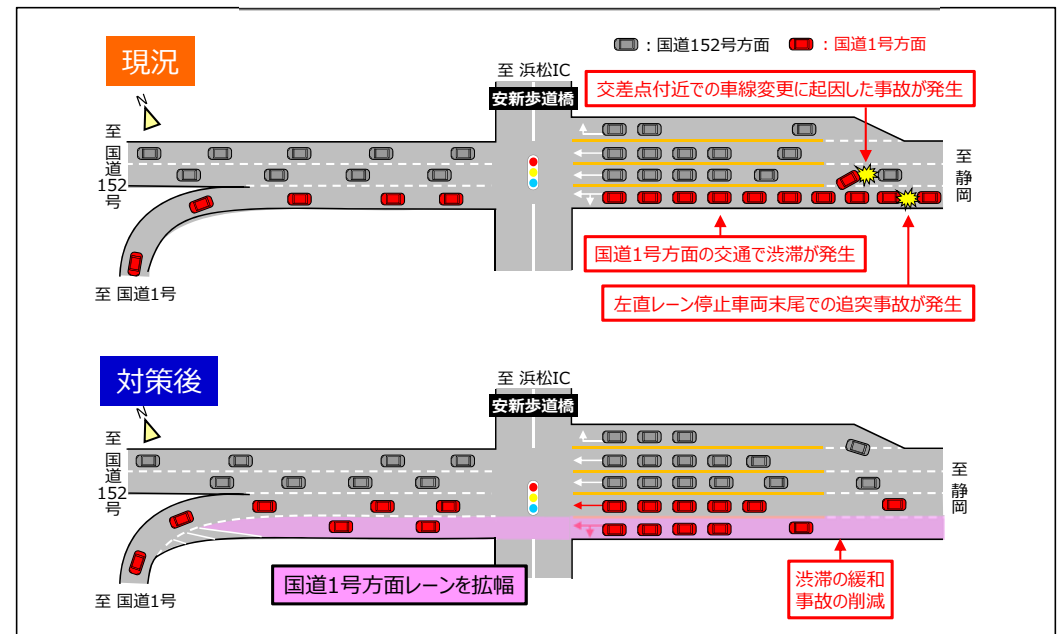 現況
: 国道152号方面
: 国道1号方面
至 浜松IC
安新歩道橋
交差点付近での車線変更に起因した事故が発生
N
至
国
道
152
号
至
静
岡
国道1号方面の交通で渋滞が発生
至 国道1号
左直レーン停止車両末尾での追突事故が発生
対策後
至 浜松IC
安新歩道橋
N
至
国
道
152
号
至
静
岡
国道1号方面レーンを拡幅
渋滞の緩和
事故の削減
至 国道1号